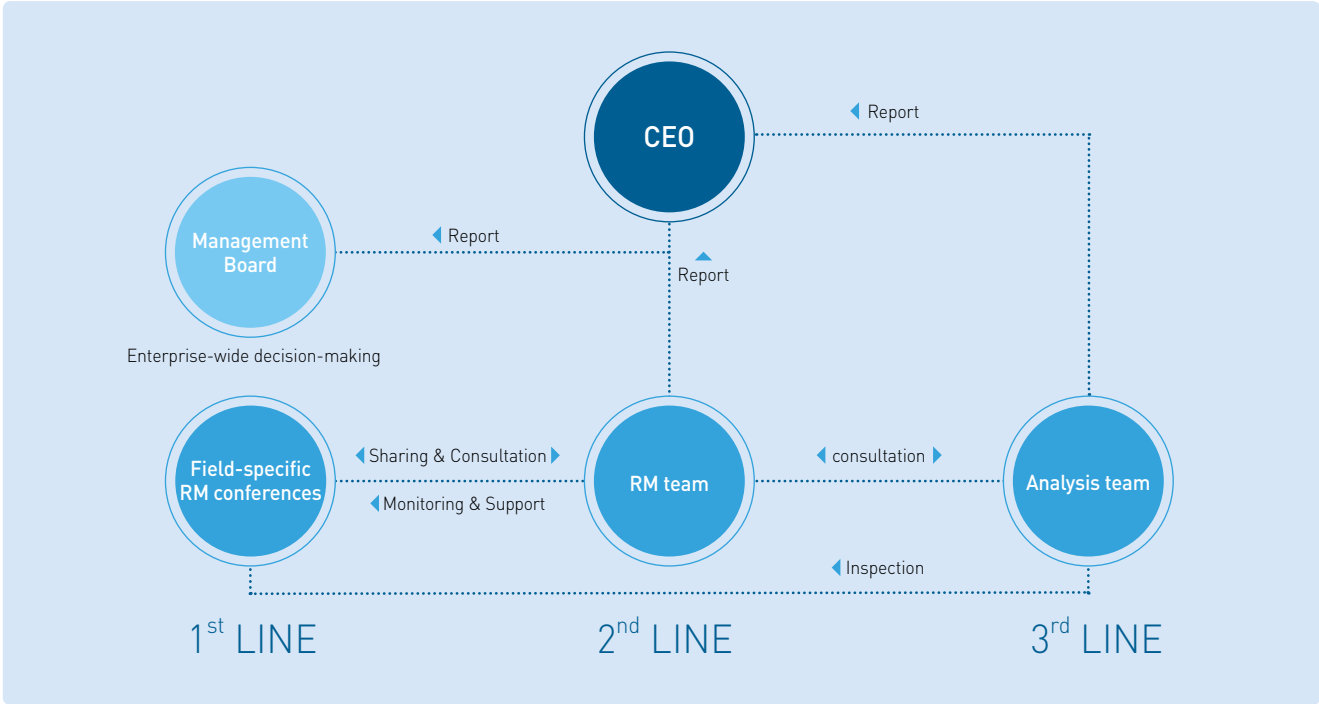 CEO
Report
Management
Board
Report
Report
Enterprise-wide decision-making
Field-specific
RM conferences
Sharing & Consultation
Monitoring & Support
RM team
consultation
Analysis team
Inspection
1st LINE
2nd LINE
3rd LINE